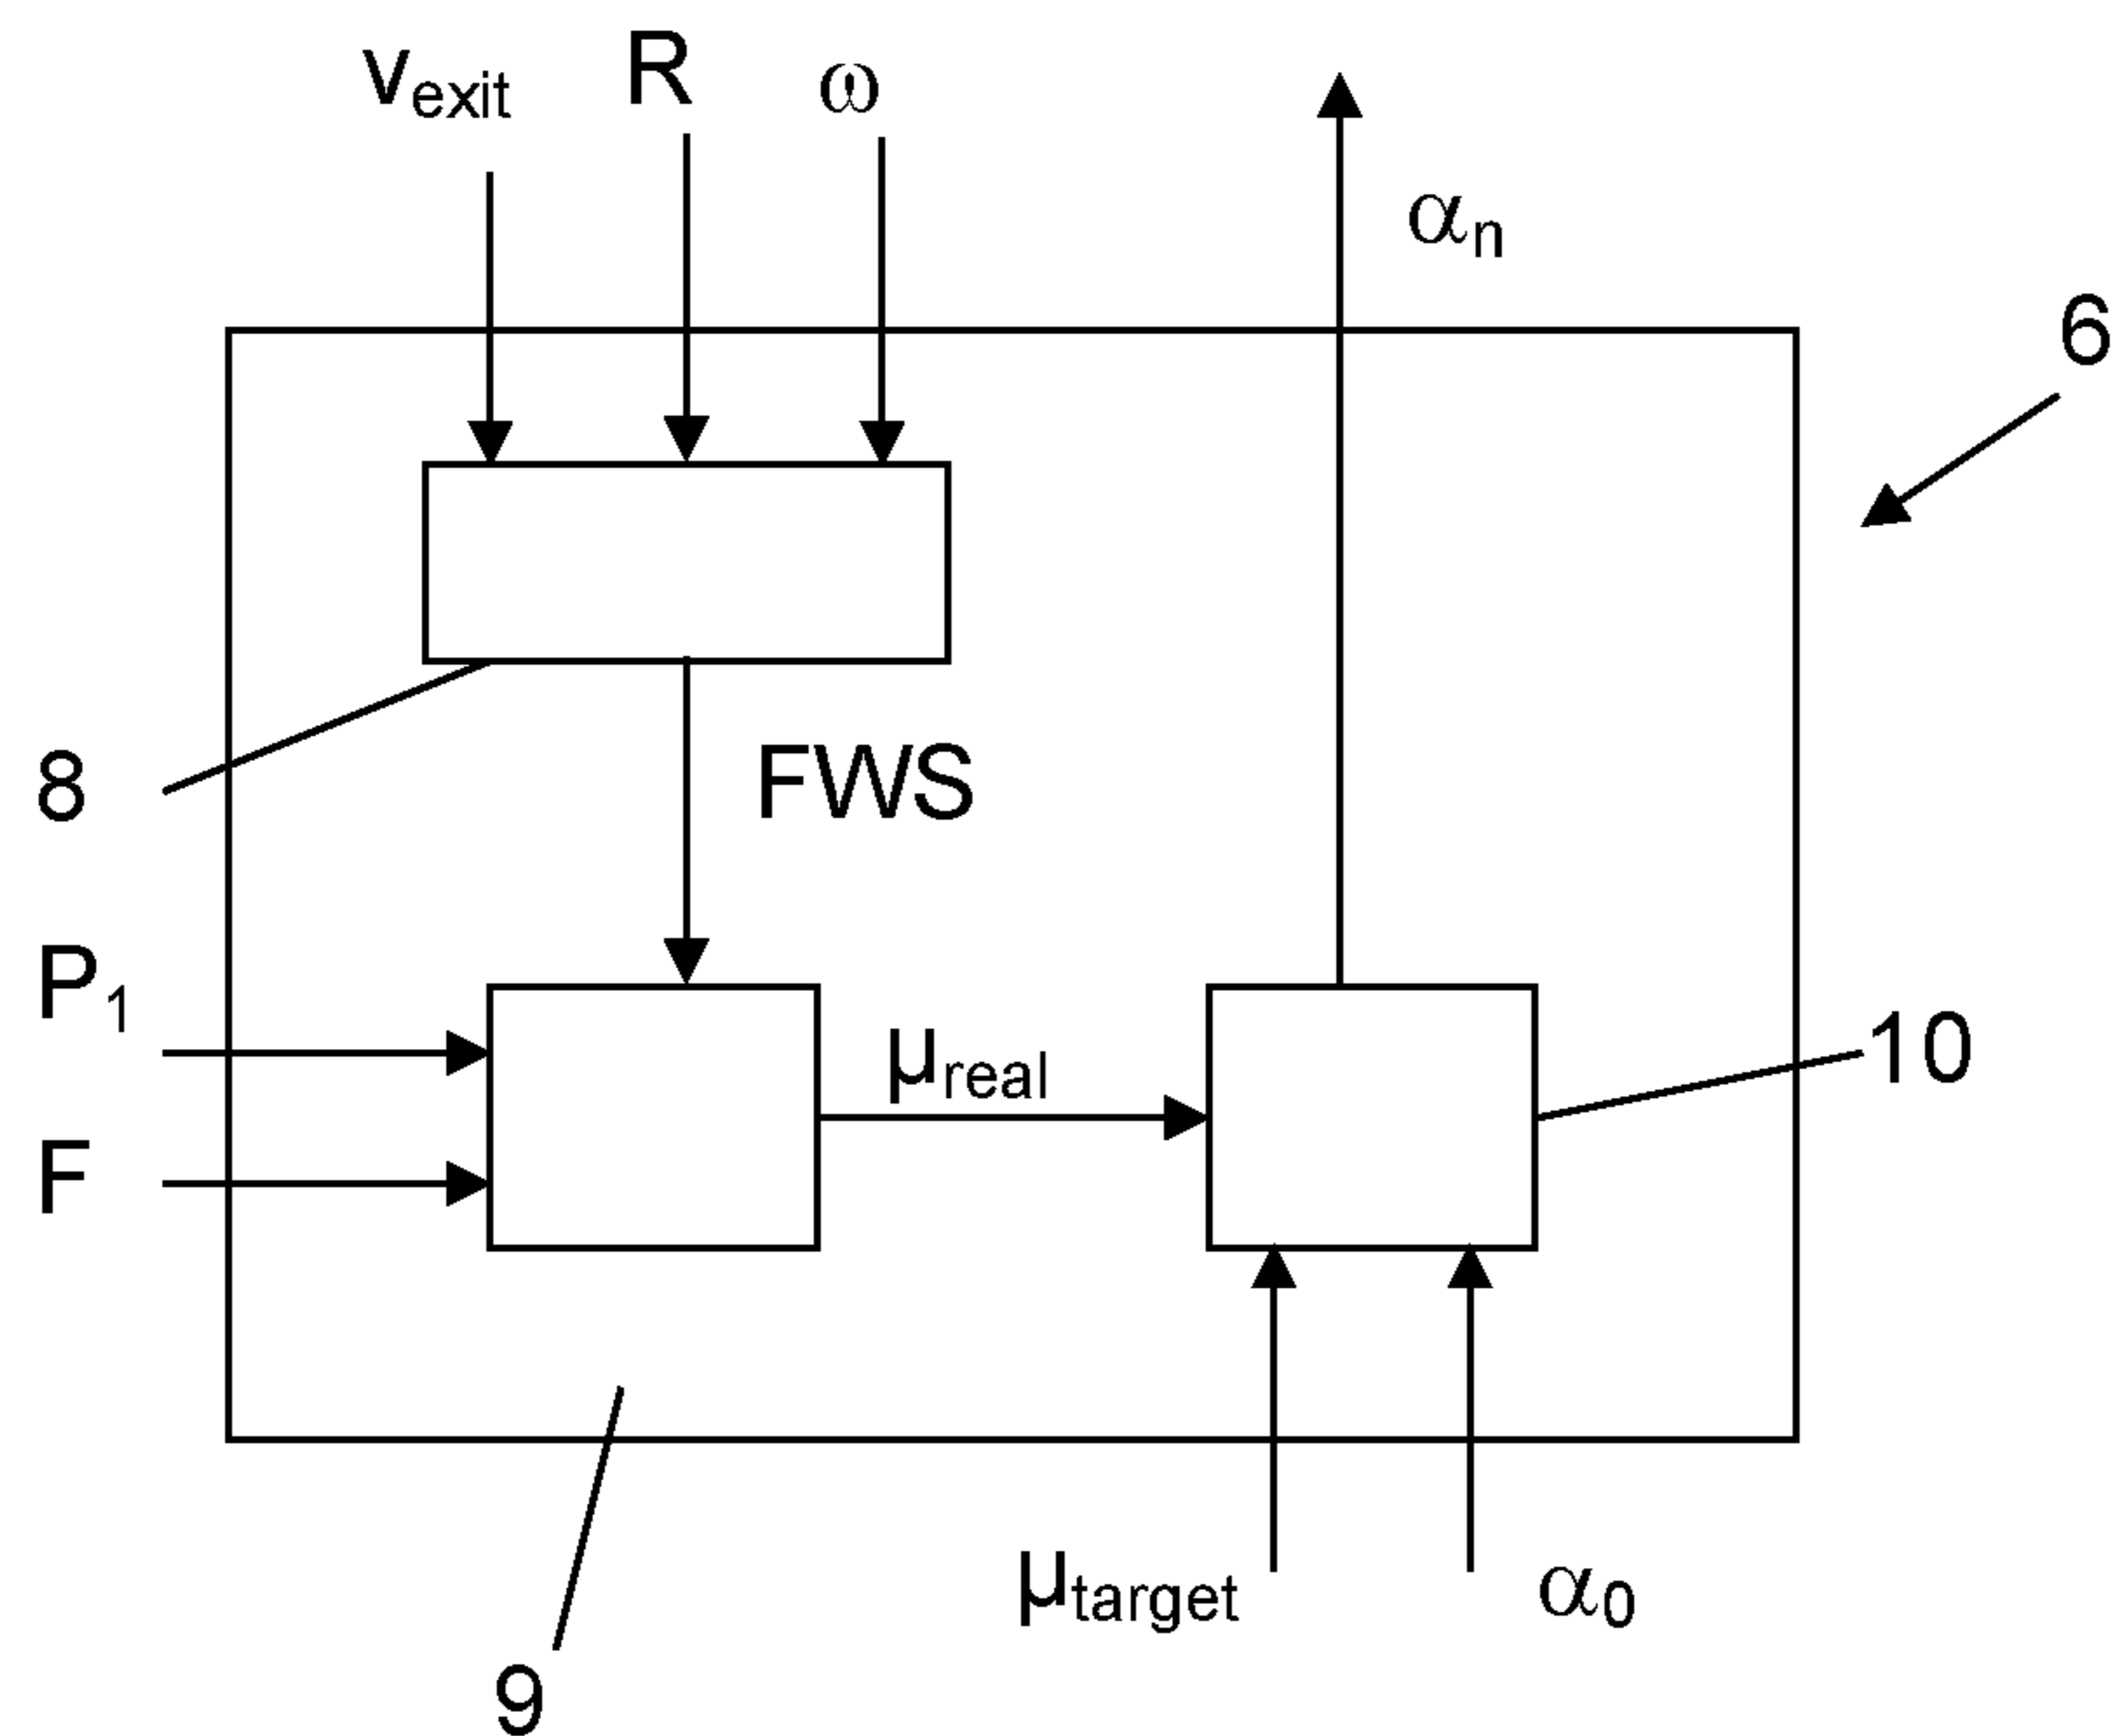 v_exit R ω
α_n
6
8
FWS
P_1
μ_real
10
F
μ_target α_0
9